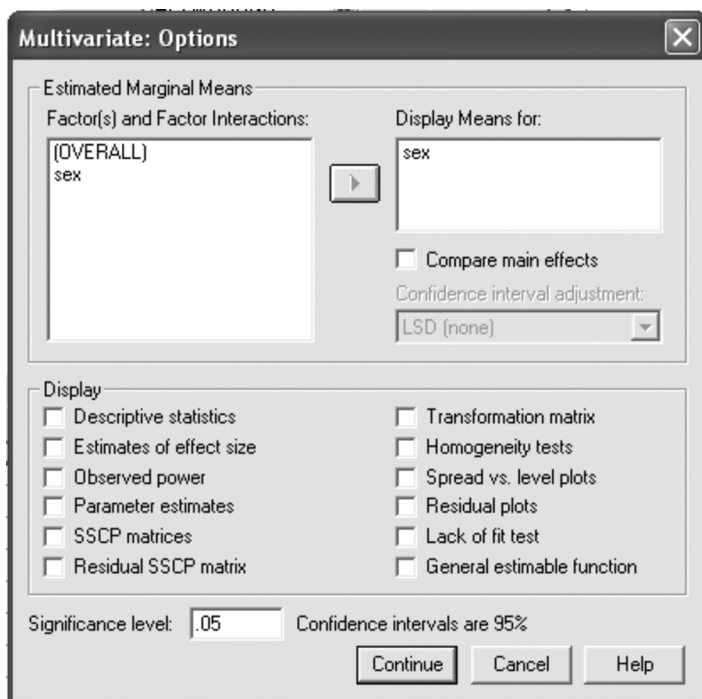 Multivariate: Options
Estimated Marginal Means
Factor(s) and Factor Interactions:
(OVERALL)
sex
Display Means for:
sex
Compare main effects
Confidence interval adjustment:
LSD (none)
Display
Descriptive statistics
Estimates of effect size
Observed power
Parameter estimates
SSCP matrices
Residual SSCP matrix
Transformation matrix
Homogeneity tests
Spread vs. level plots
Residual plots
Lack of fit test
General estimable function
Significance level: .05 Confidence intervals are 95%
Continue Cancel Help